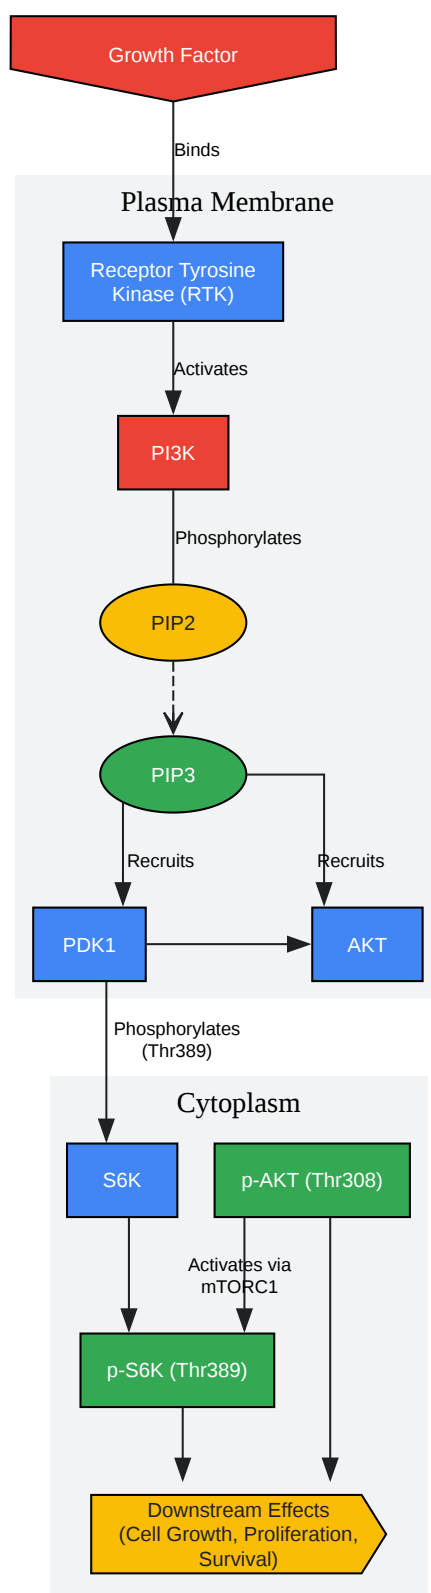 Growth Factor
Binds
Plasma Membrane
Receptor Tyrosine
Kinase (RTK)
Activates
PI3K
Phosphorylates
PIP2
PIP3
Recruits
Recruits
PDK1
AKT
Phosphorylates
(Thr389)
Cytoplasm
S6K
p-AKT (Thr308)
Activates via
mTORC1
p-S6K (Thr389)
Downstream Effects
(Cell Growth, Proliferation,
Survival)